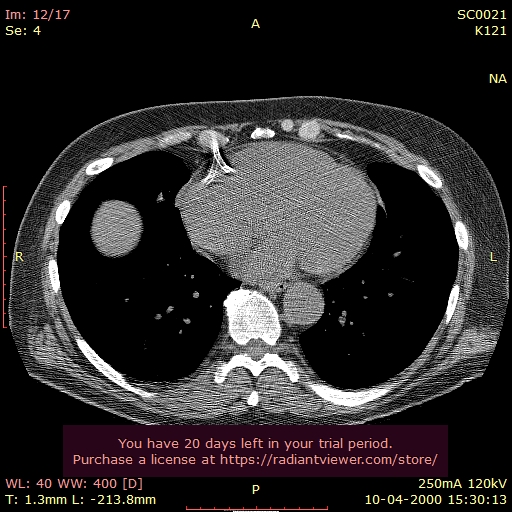 Im: 12/17
Se: 4
A
SC0021
K121
NA
R
L
You have 20 days left in your trial period.
Purchase a license at https://radiantviewer.com/store/
WL: 40 WW: 400 [D]
T: 1.3mm L: -213.8mm
P
250mA 120kV
10-04-2000 15:30:13